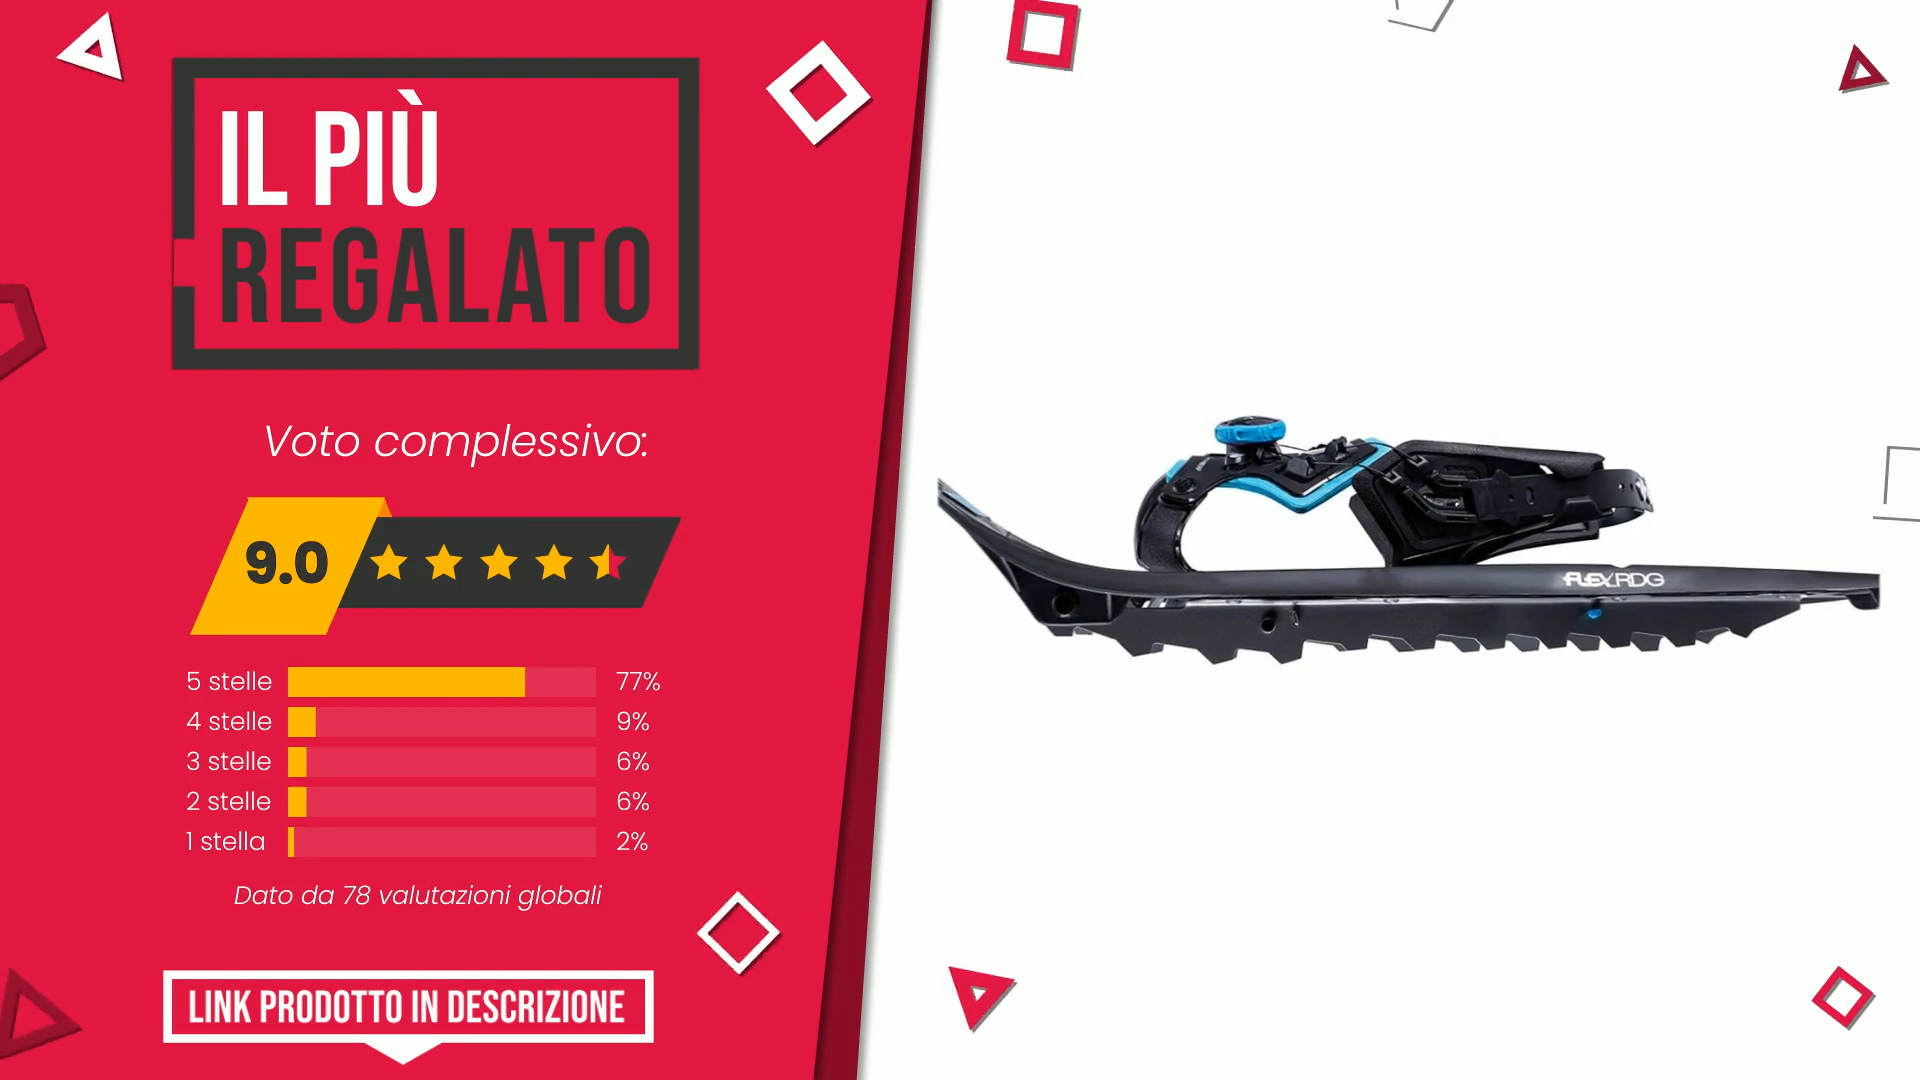 IL PIÙ
REGALATO
Voto complessivo:
9.0
5 stelle 77%
4 stelle 9%
3 stelle 6%
2 stelle 6%
1 stella 2%
Dato da 78 valutazioni globali
LINK PRODOTTO IN DESCRIZIONE
FLEX RDG